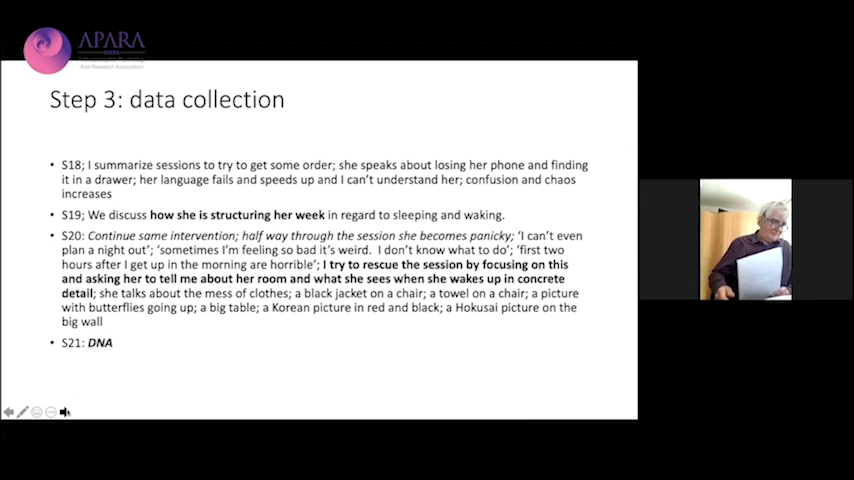 APARA
And Research Association
Step 3: data collection
• S18; I summarize sessions to try to get some order; she speaks about losing her phone and finding
it in a drawer; her language fails and speeds up and I can't understand her; confusion and chaos
increases
• S19; We discuss how she is structuring her week in regard to sleeping and waking.
• S20: Continue same intervention; half way through the session she becomes panicky; 'I can't even
plan a night out'; 'sometimes I'm feeling so bad it's weird. I don't know what to do'; 'first two
hours after I get up in the morning are horrible'; I try to rescue the session by focusing on this
and asking her to tell me about her room and what she sees when she wakes up in concrete
detail; she talks about the mess of clothes; a black jacket on a chair; a towel on a chair; a picture
with butterflies going up; a big table; a Korean picture in red and black; a Hokusai picture on the
big wall
• S21: DNA